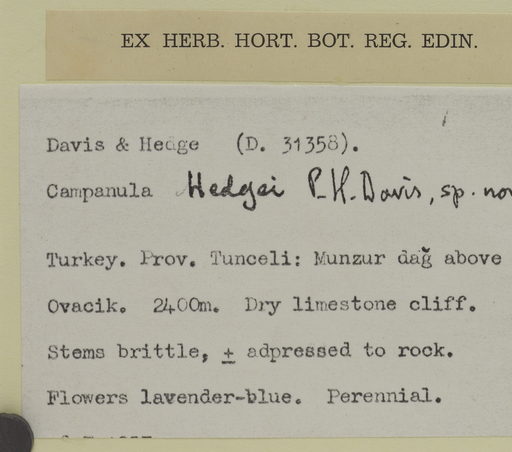 EX HERB. HORT. BOT. REG. EDIN.
Davis & Hedge (D. 31358).
Campanula Hedgei P.H. Davis, sp. nov
Turkey. Prov. Tunceli: Munzur dağ above
Ovacik. 2400m. Dry limestone cliff.
Stems brittle, ± adpressed to rock.
Flowers lavender-blue. Perennial.